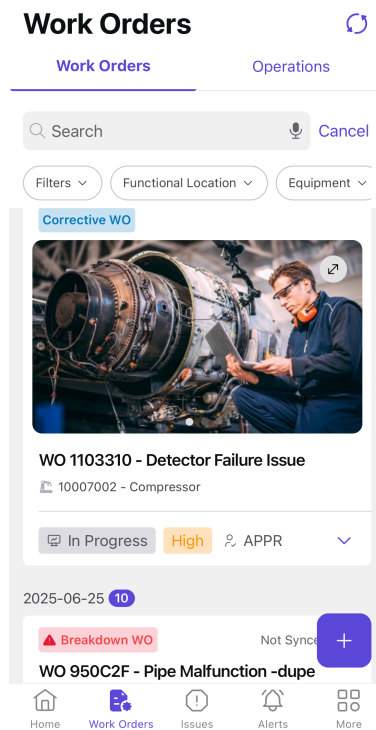 Work Orders
Work Orders Operations
Search Cancel
Filters Functional Location Equipment
Corrective WO
WO 1103310 - Detector Failure Issue
10007002 - Compressor
In Progress High APPR
2025-06-25 10
Breakdown WO Not Synce
WO 950C2F - Pipe Malfunction -dupe
Home Work Orders Issues Alerts More